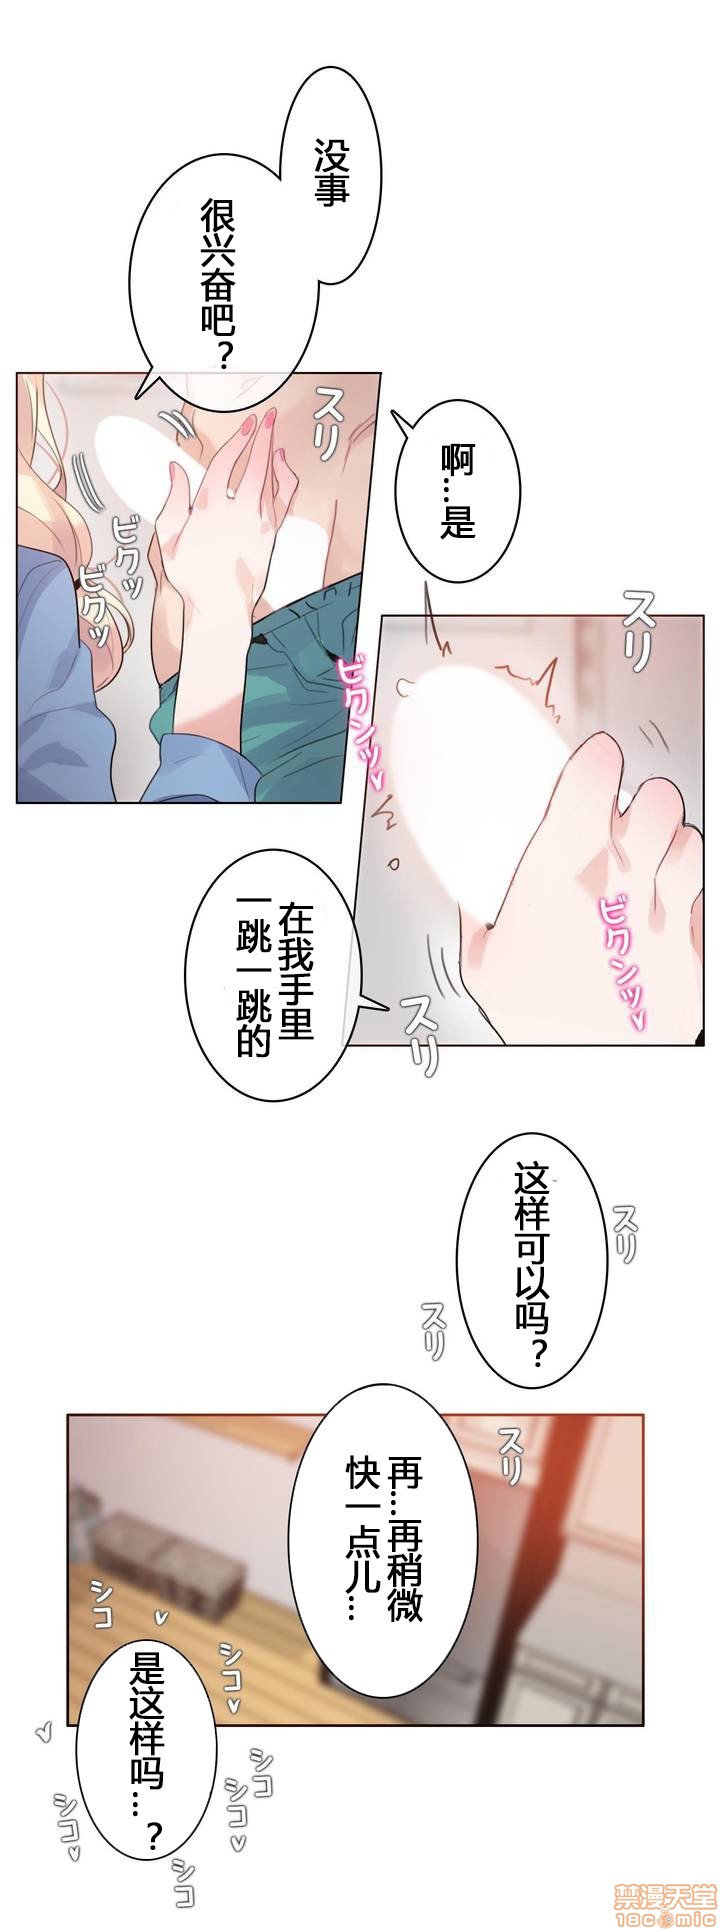 没事
很兴奋吧？
スリ
啊…是
ビクッ
ビクッ
スリ
ビクンッ
ビクンッ
在我手里
一跳一跳的
スリ
这样可以吗？
スリ
スリ
スリ
再…再稍微
快一点儿…
シコ
シコ
是这样吗…？
シコ
シコ
シコ
シコ
禁漫天堂
18comic